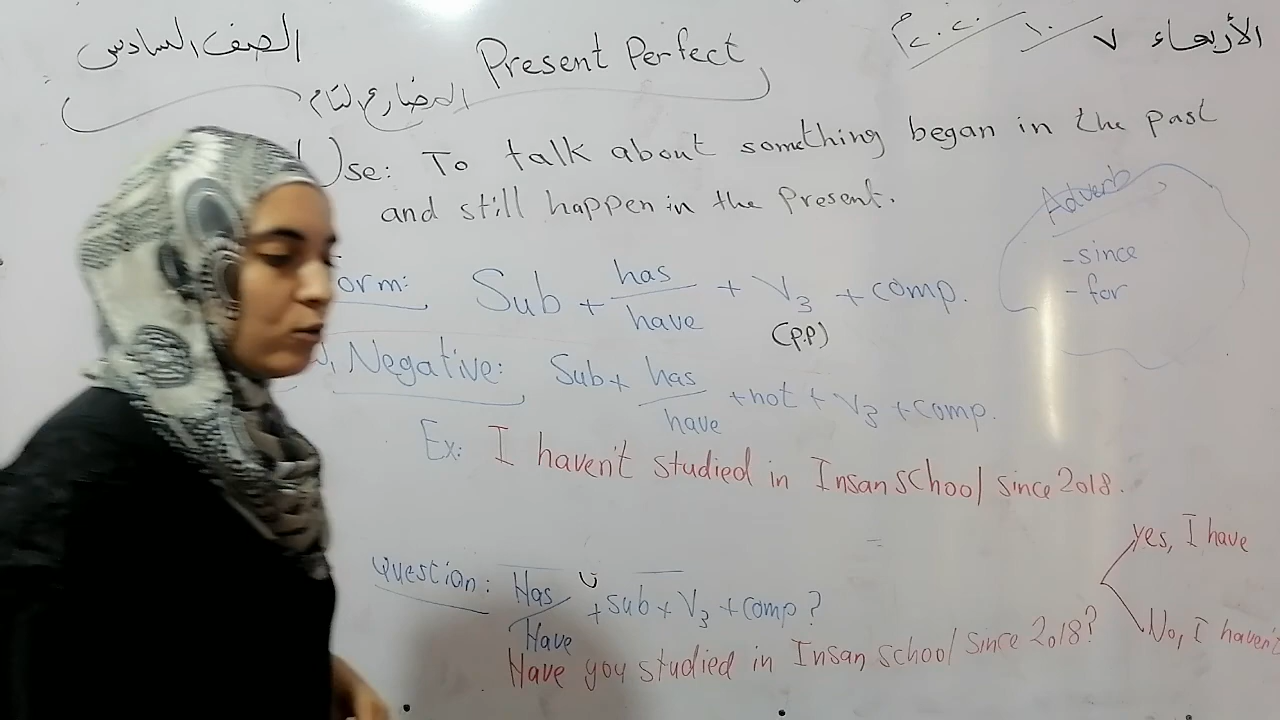 الصف السادس
Present Perfect
الأربعاء ٧ / ١٠ / ٢٠٢٠م
المضارع التام
Use: To talk about something began in the past
and still happen in the present.
Adverb
- since
- for
orm: Sub + has / have + V3 + comp.
(p.p)
Negative: Sub + has / have + not + V3 + comp.
Ex: I haven't studied in Insan school since 2018.
Question: Has / Have + sub + V3 + comp?
Have you studied in Insan school since 2018?
yes, I have
No, I haven't